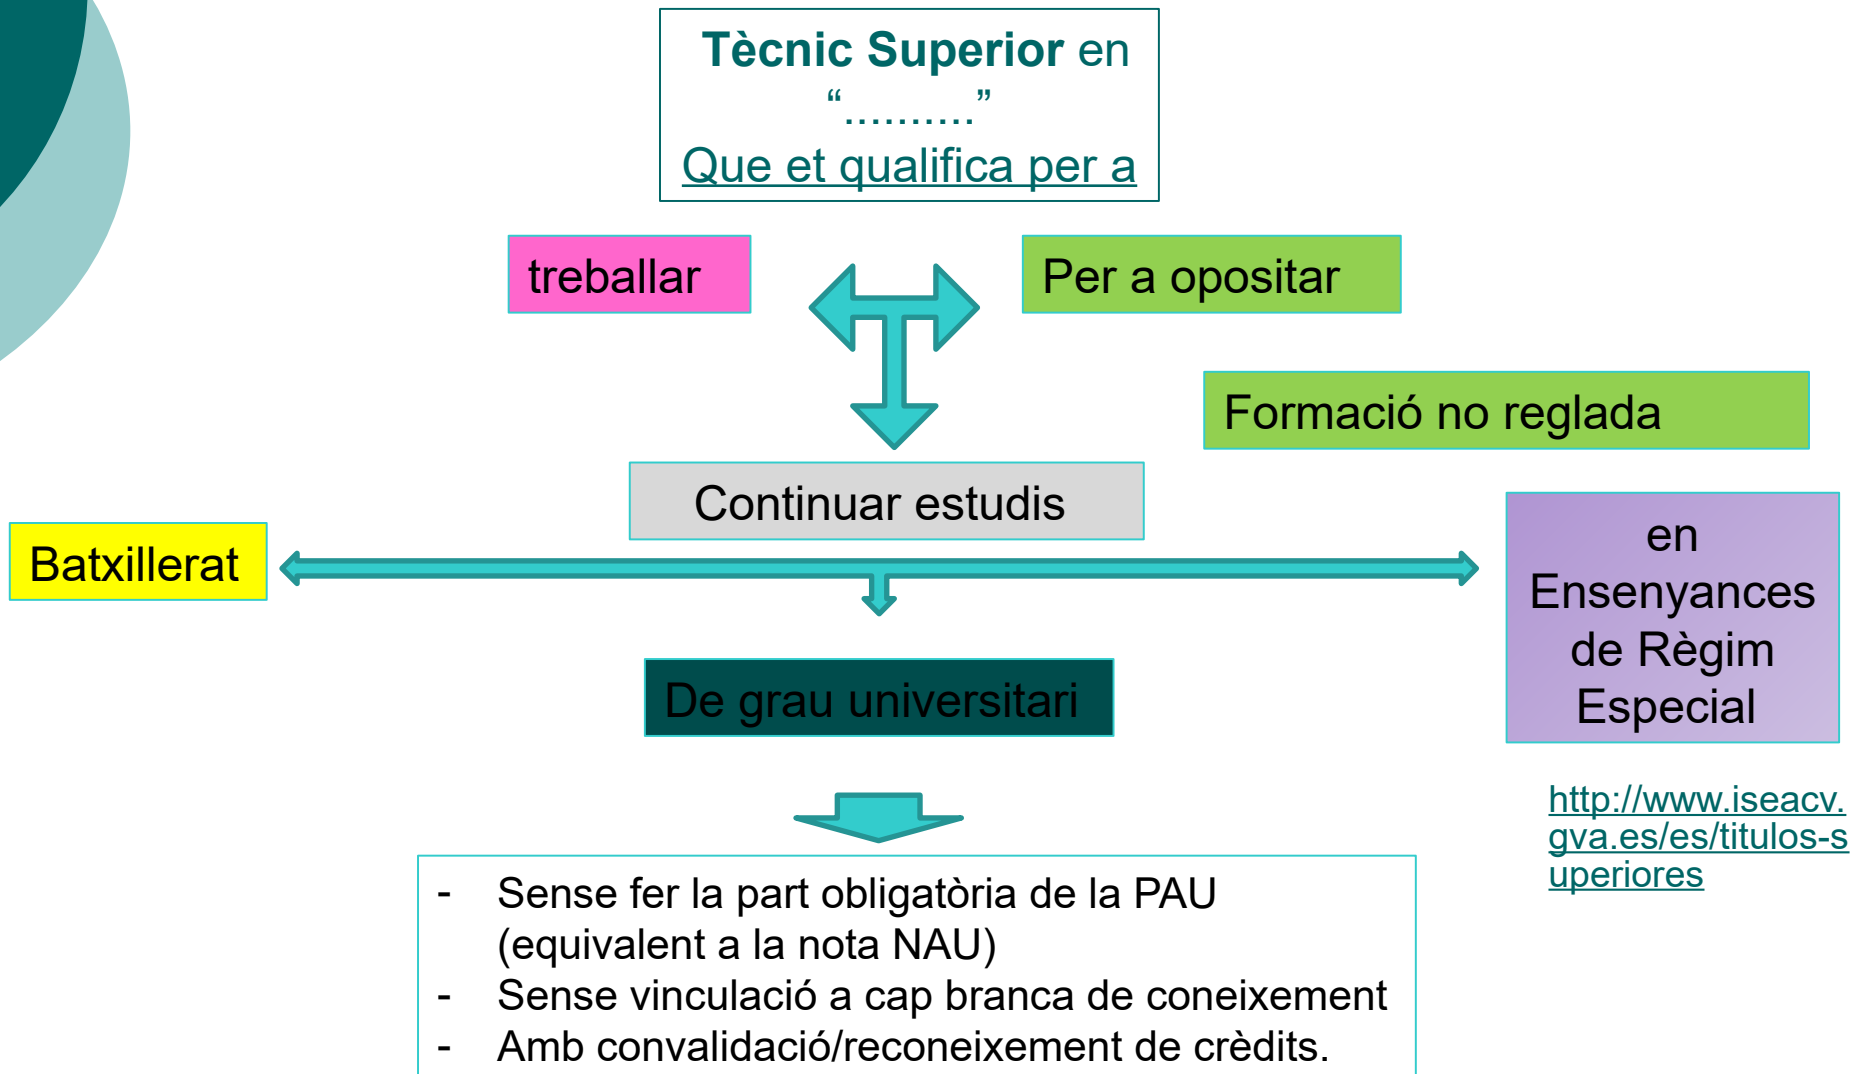 Tècnic Superior en
“..........”
Que et qualifica per a
treballar
Per a opositar
Formació no reglada
Continuar estudis
Batxillerat
en
Ensenyances
de Règim
Especial
De grau universitari
http://www.iseacv.
gva.es/es/titulos-s
uperiores
- Sense fer la part obligatòria de la PAU
(equivalent a la nota NAU)
- Sense vinculació a cap branca de coneixement
- Amb convalidació/reconeixement de crèdits.